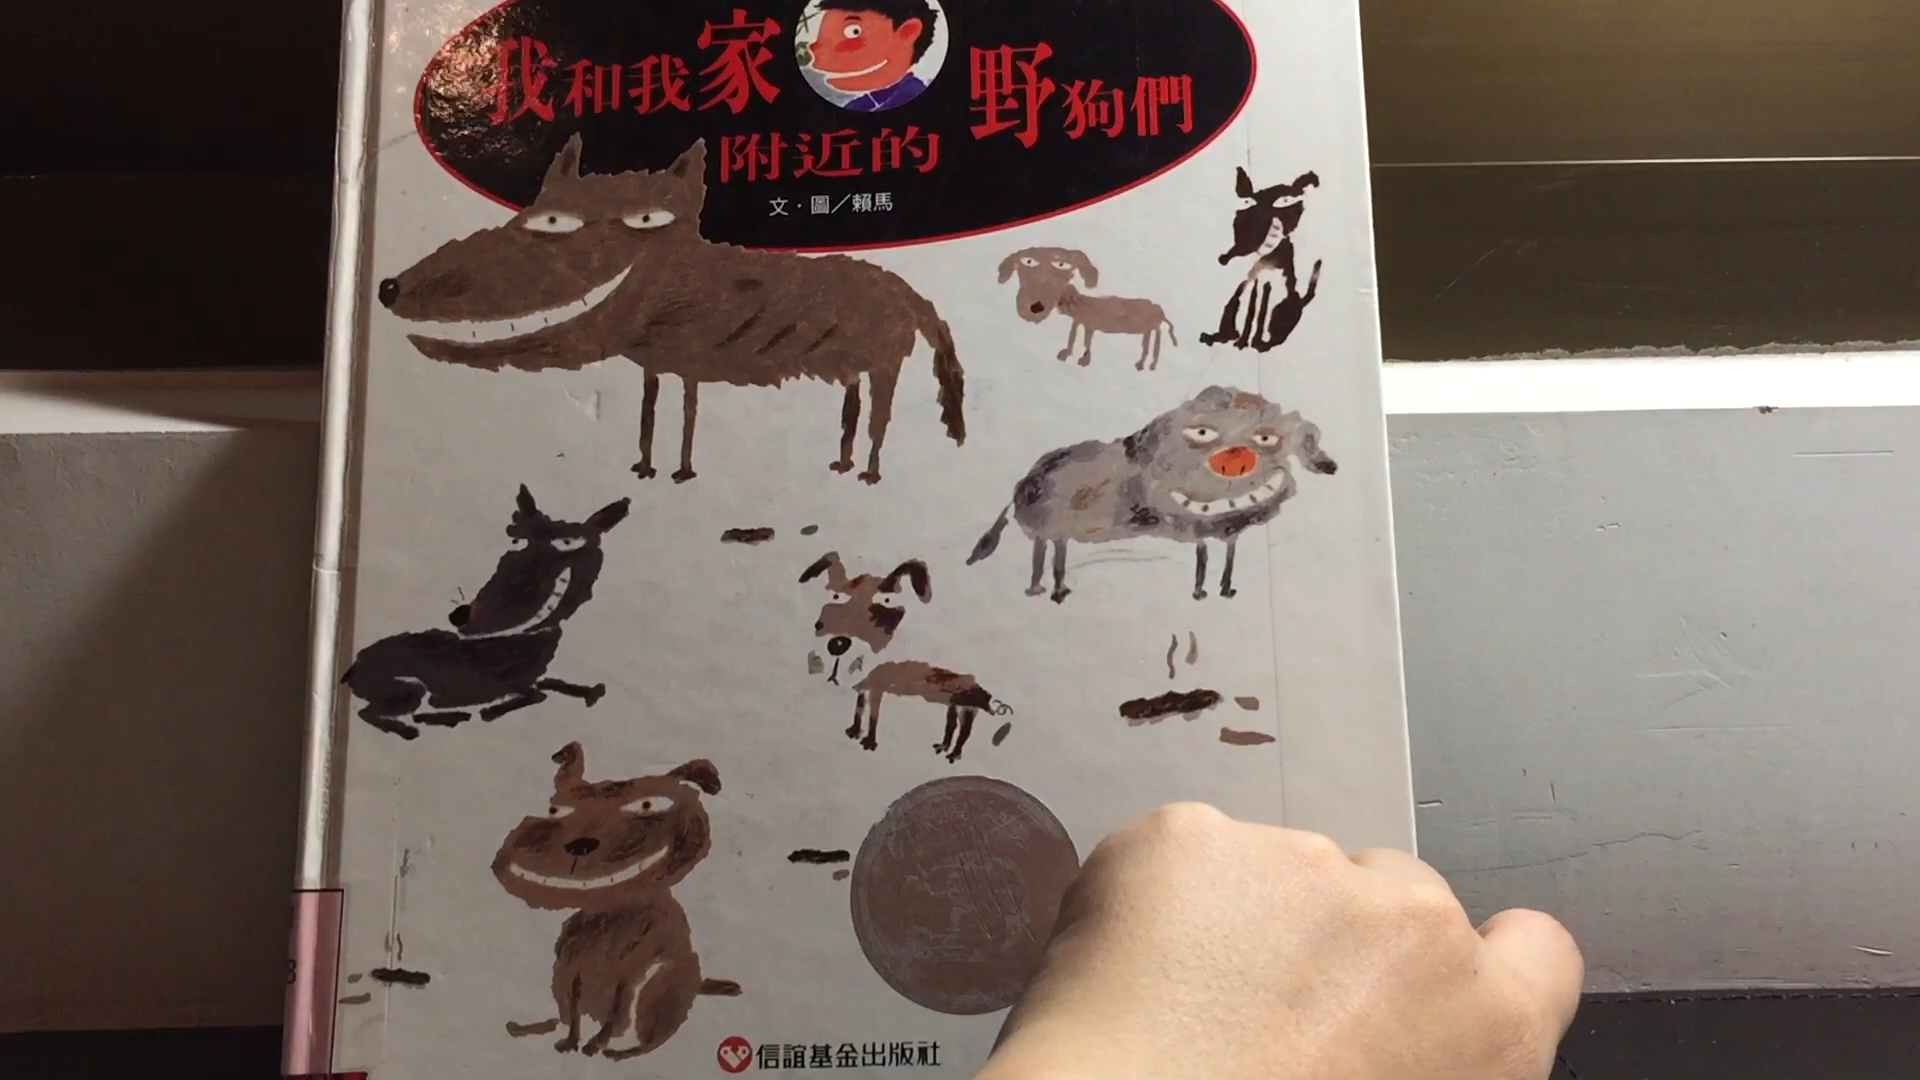 我和我家
附近的
野狗們
文・圖／賴馬
信誼基金出版社